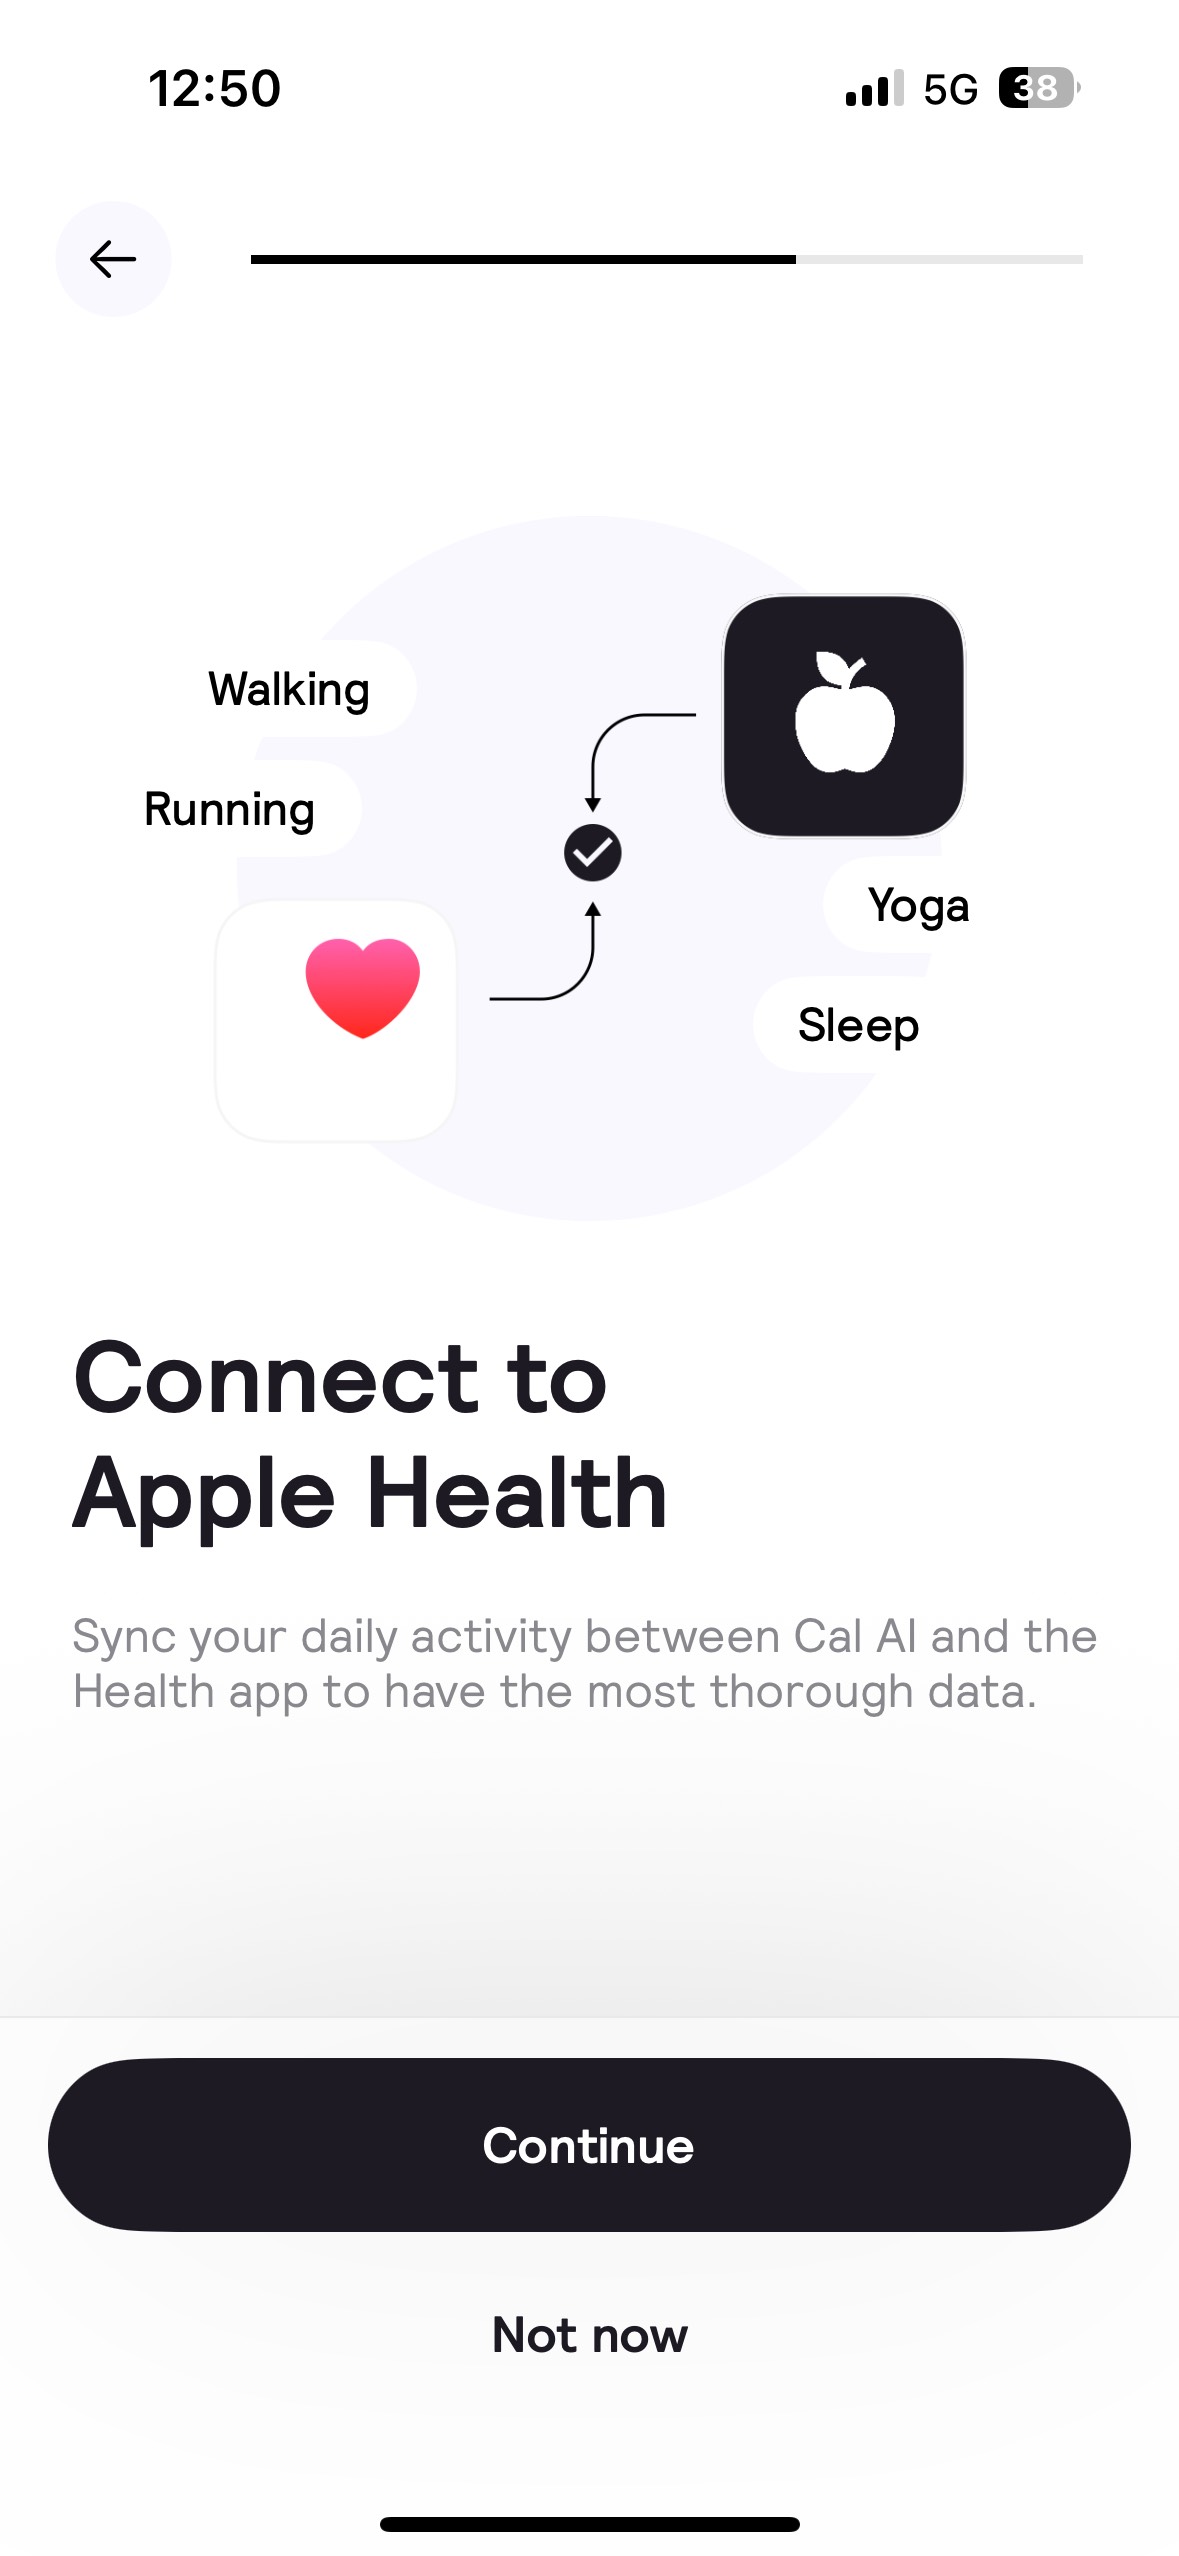 12:50
5G
38
Walking
Running
Yoga
Sleep
Connect to
Apple Health
Sync your daily activity between Cal AI and the
Health app to have the most thorough data.
Continue
Not now